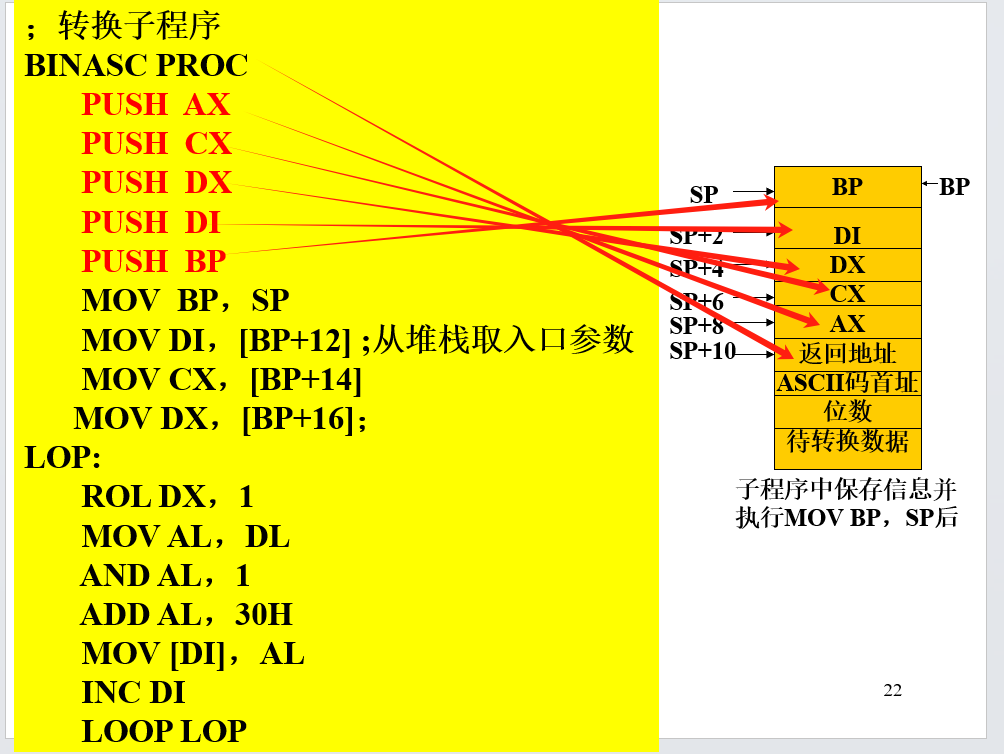 ；转换子程序
BINASC PROC
PUSH AX
PUSH CX
PUSH DX
PUSH DI
PUSH BP
MOV BP，SP
MOV DI，[BP+12] ;从堆栈取入口参数
MOV CX，[BP+14]
MOV DX，[BP+16]；
LOP:
ROL DX，1
MOV AL，DL
AND AL，1
ADD AL，30H
MOV [DI]，AL
INC DI
LOOP LOP
SP
SP+2
SP+4
SP+6
SP+8
SP+10
BP
BP
DI
DX
CX
AX
返回地址
ASCII码首址
位数
待转换数据
子程序中保存信息并
执行MOV BP，SP后
22